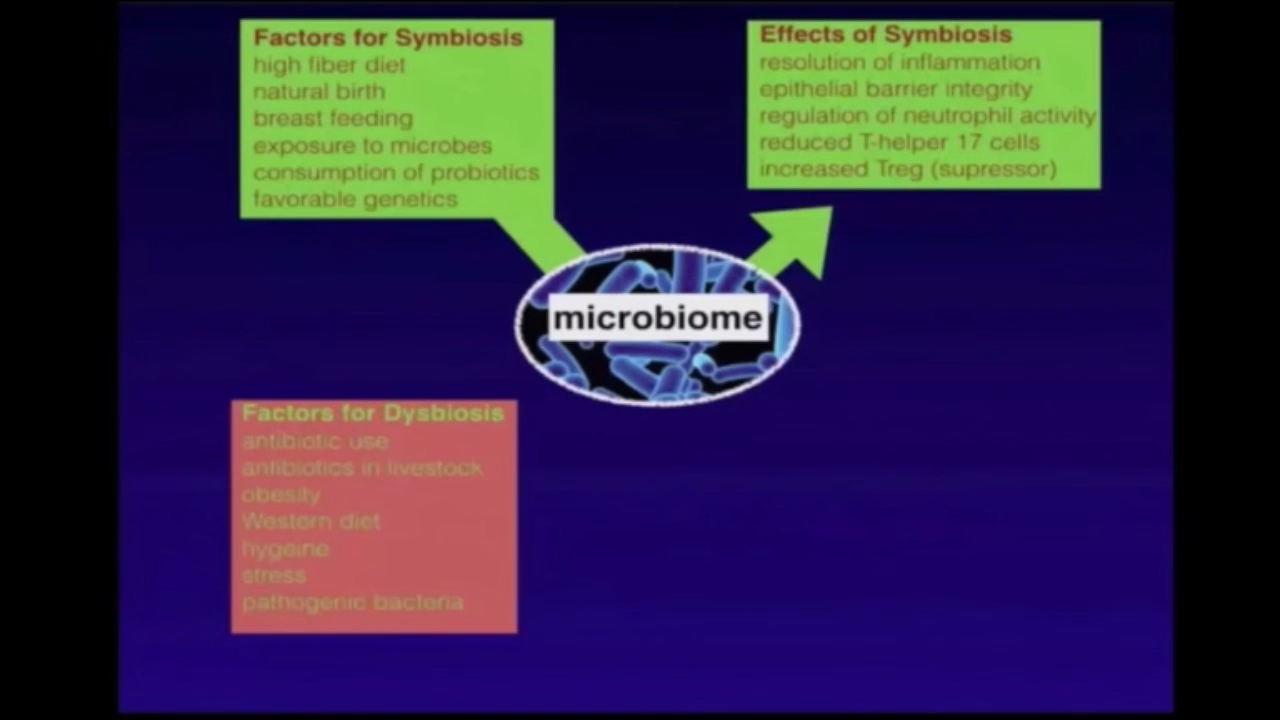 Factors for Symbiosis
high fiber diet
natural birth
breast feeding
exposure to microbes
consumption of probiotics
favorable genetics
Effects of Symbiosis
resolution of inflammation
epithelial barrier integrity
regulation of neutrophil activity
reduced T-helper 17 cells
increased Treg (supressor)
microbiome
Factors for Dysbiosis
antibiotic use
antibiotics in livestock
obesity
Western diet
hygeine
stress
pathogenic bacteria